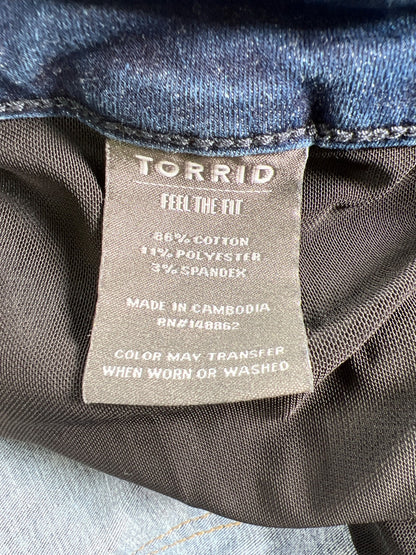 TORRID
FEEL THE FIT
86% COTTON
11% POLYESTER
3% SPANDEX
MADE IN CAMBODIA
RN#148862
COLOR MAY TRANSFER
WHEN WORN OR WASHED